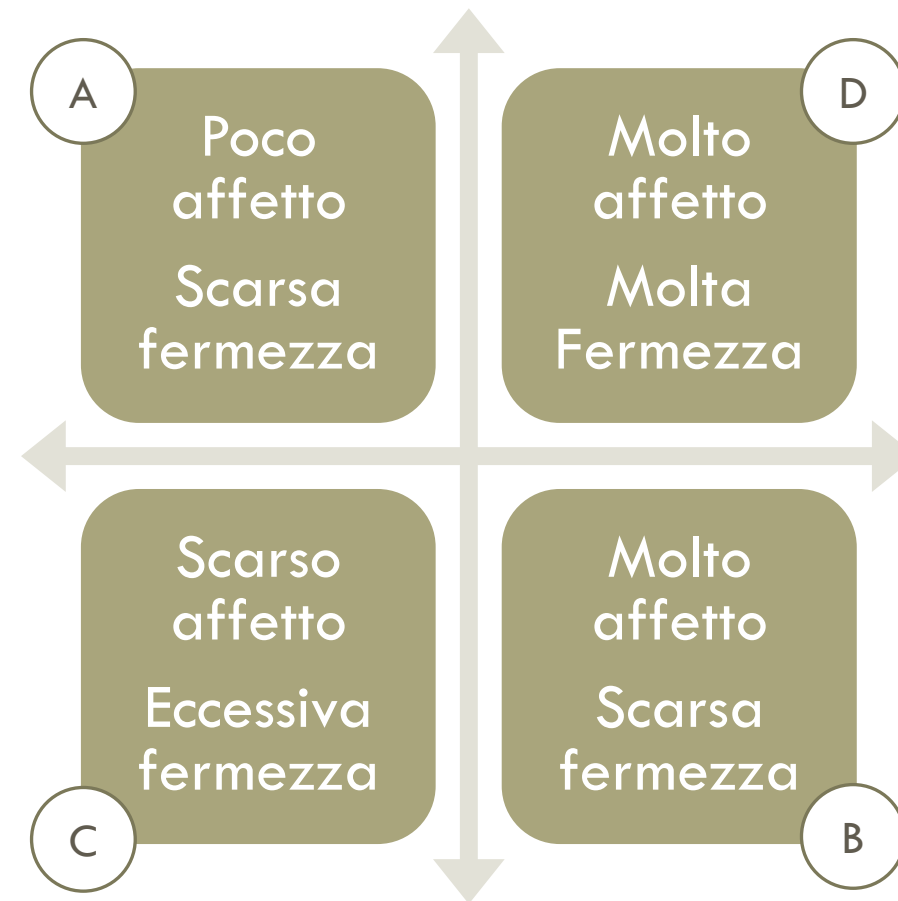 A
Poco
affetto
Scarsa
fermezza
D
Molto
affetto
Molta
Fermezza
Scarso
affetto
Eccessiva
fermezza
C
Molto
affetto
Scarsa
fermezza
B